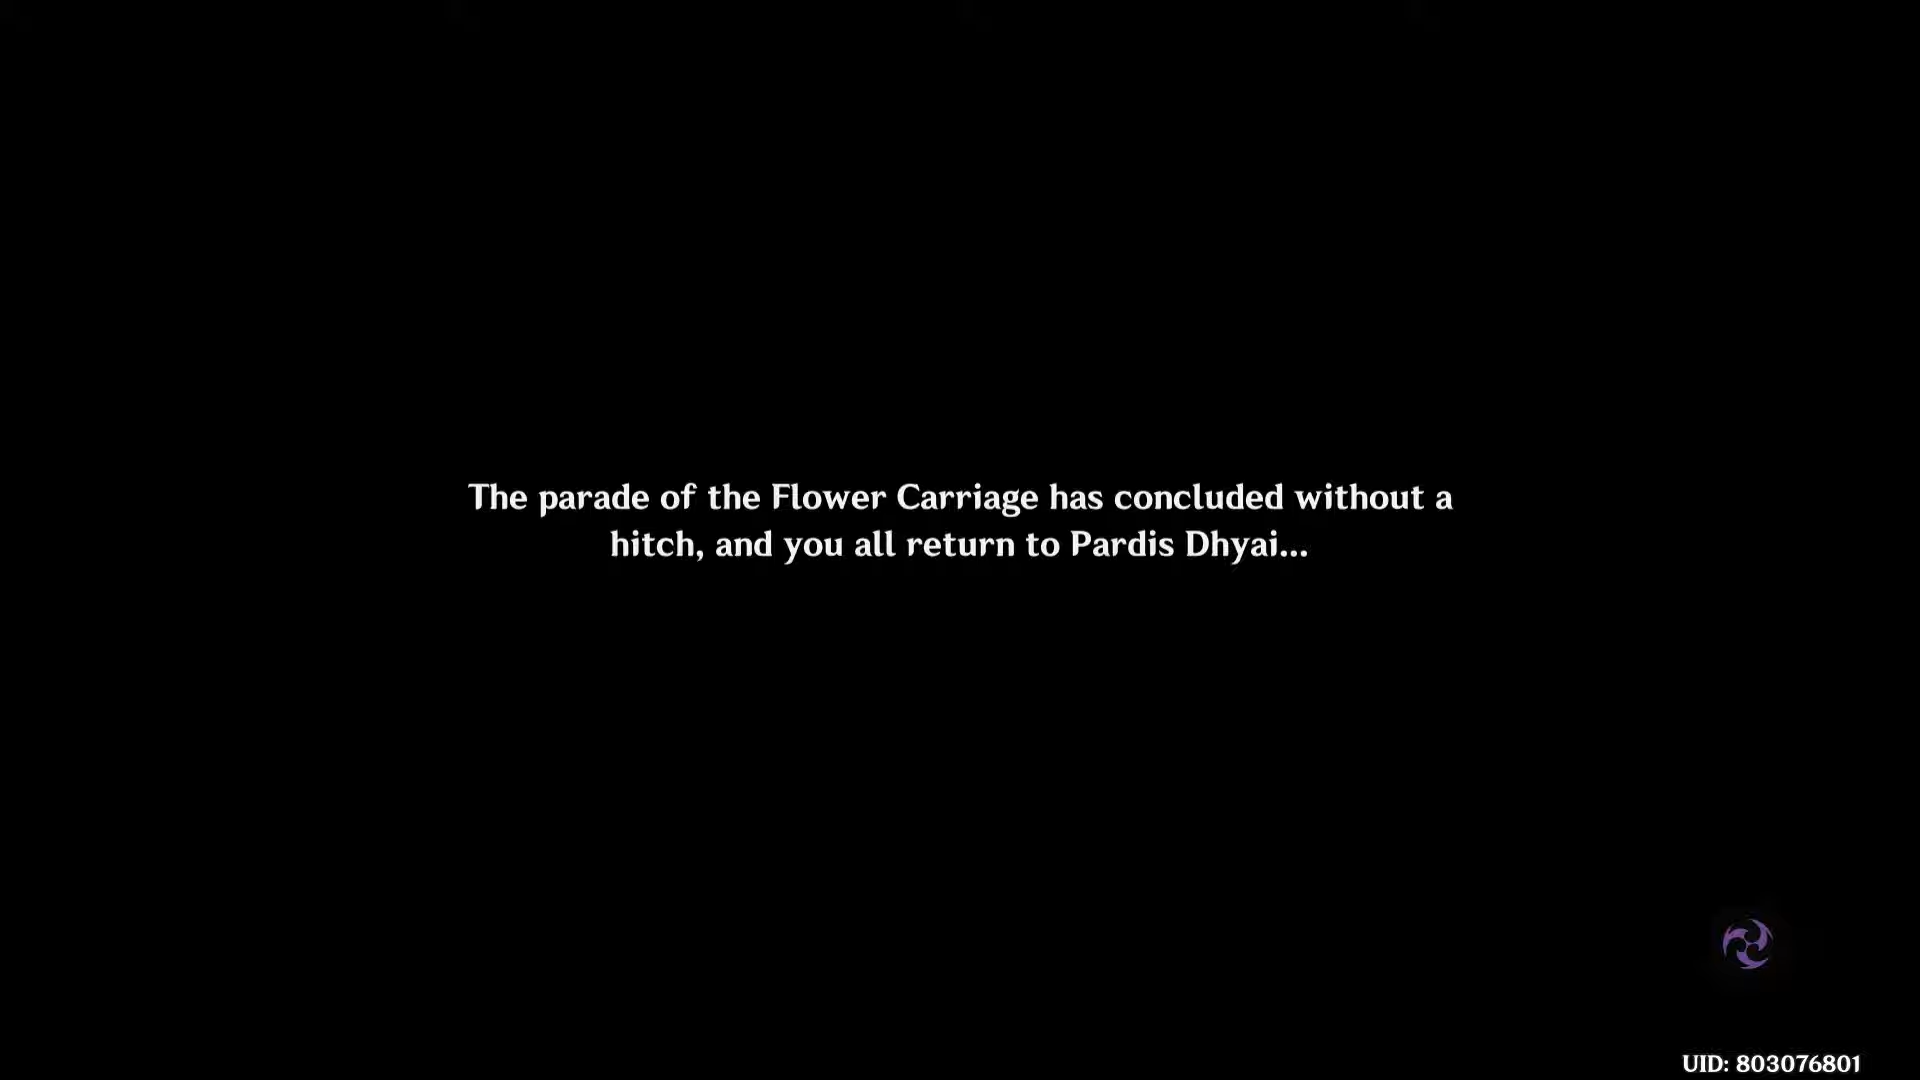 The parade of the Flower Carriage has concluded without a
hitch, and you all return to Pardis Dhyai...
UID: 803076801